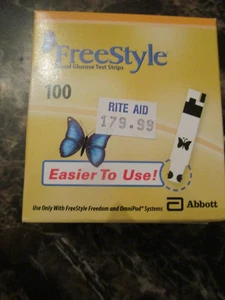 FreeStyle
Blood Glucose Test Strips
100
RITE AID
179.99
Easier To Use!
Use Only With FreeStyle Freedom and OmniPod® Systems
Abbott